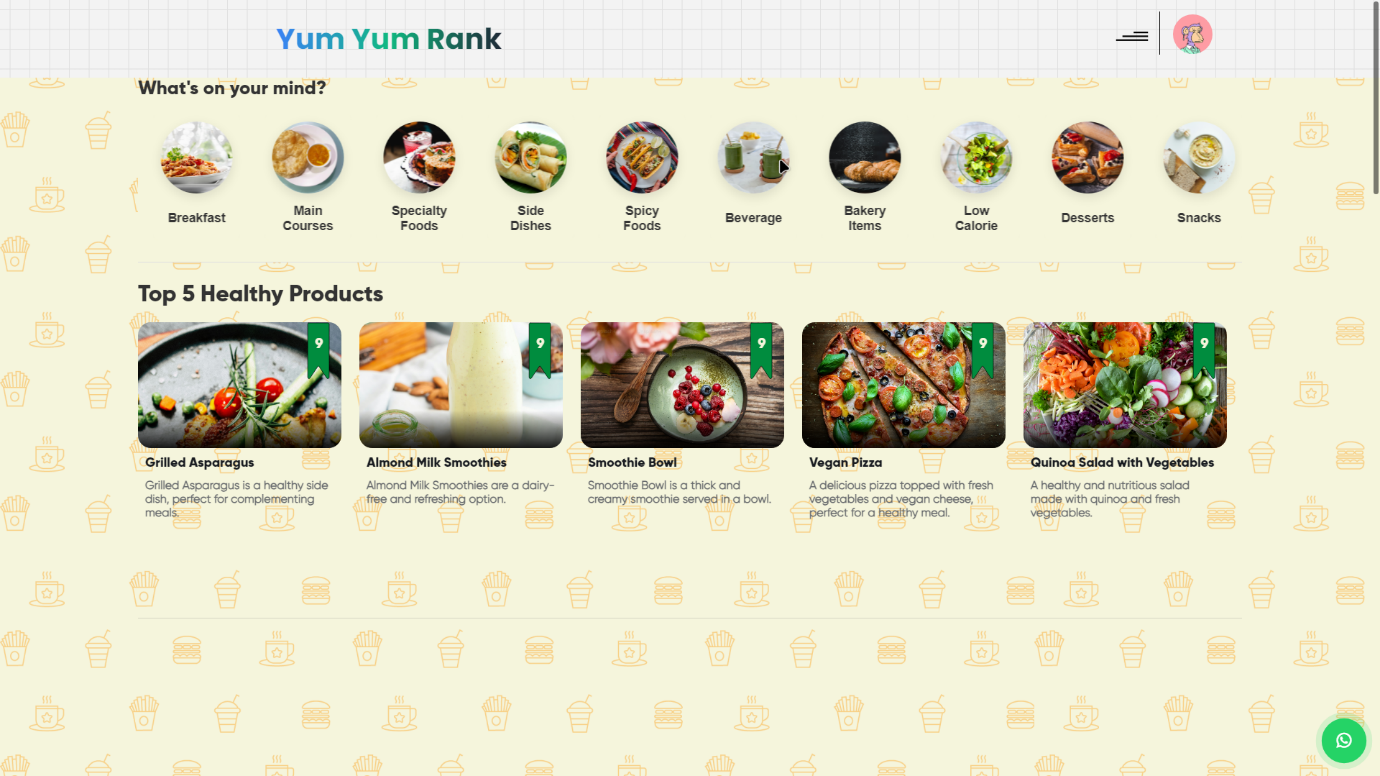 Yum Yum Rank
What's on your mind?
Breakfast
Main
Courses
Specialty
Foods
Side
Dishes
Spicy
Foods
Beverage
Bakery
Items
Low
Calorie
Desserts
Snacks
Top 5 Healthy Products
9
9
9
9
9
Grilled Asparagus
Grilled Asparagus is a healthy side
dish, perfect for complementing
meals.
Almond Milk Smoothies
Almond Milk Smoothies are a dairy-
free and refreshing option.
Smoothie Bowl
Smoothie Bowl is a thick and
creamy smoothie served in a bowl.
Vegan Pizza
A delicious pizza topped with fresh
vegetables and vegan cheese,
perfect for a healthy meal.
Quinoa Salad with Vegetables
A healthy and nutritious salad
made with quinoa and fresh
vegetables.